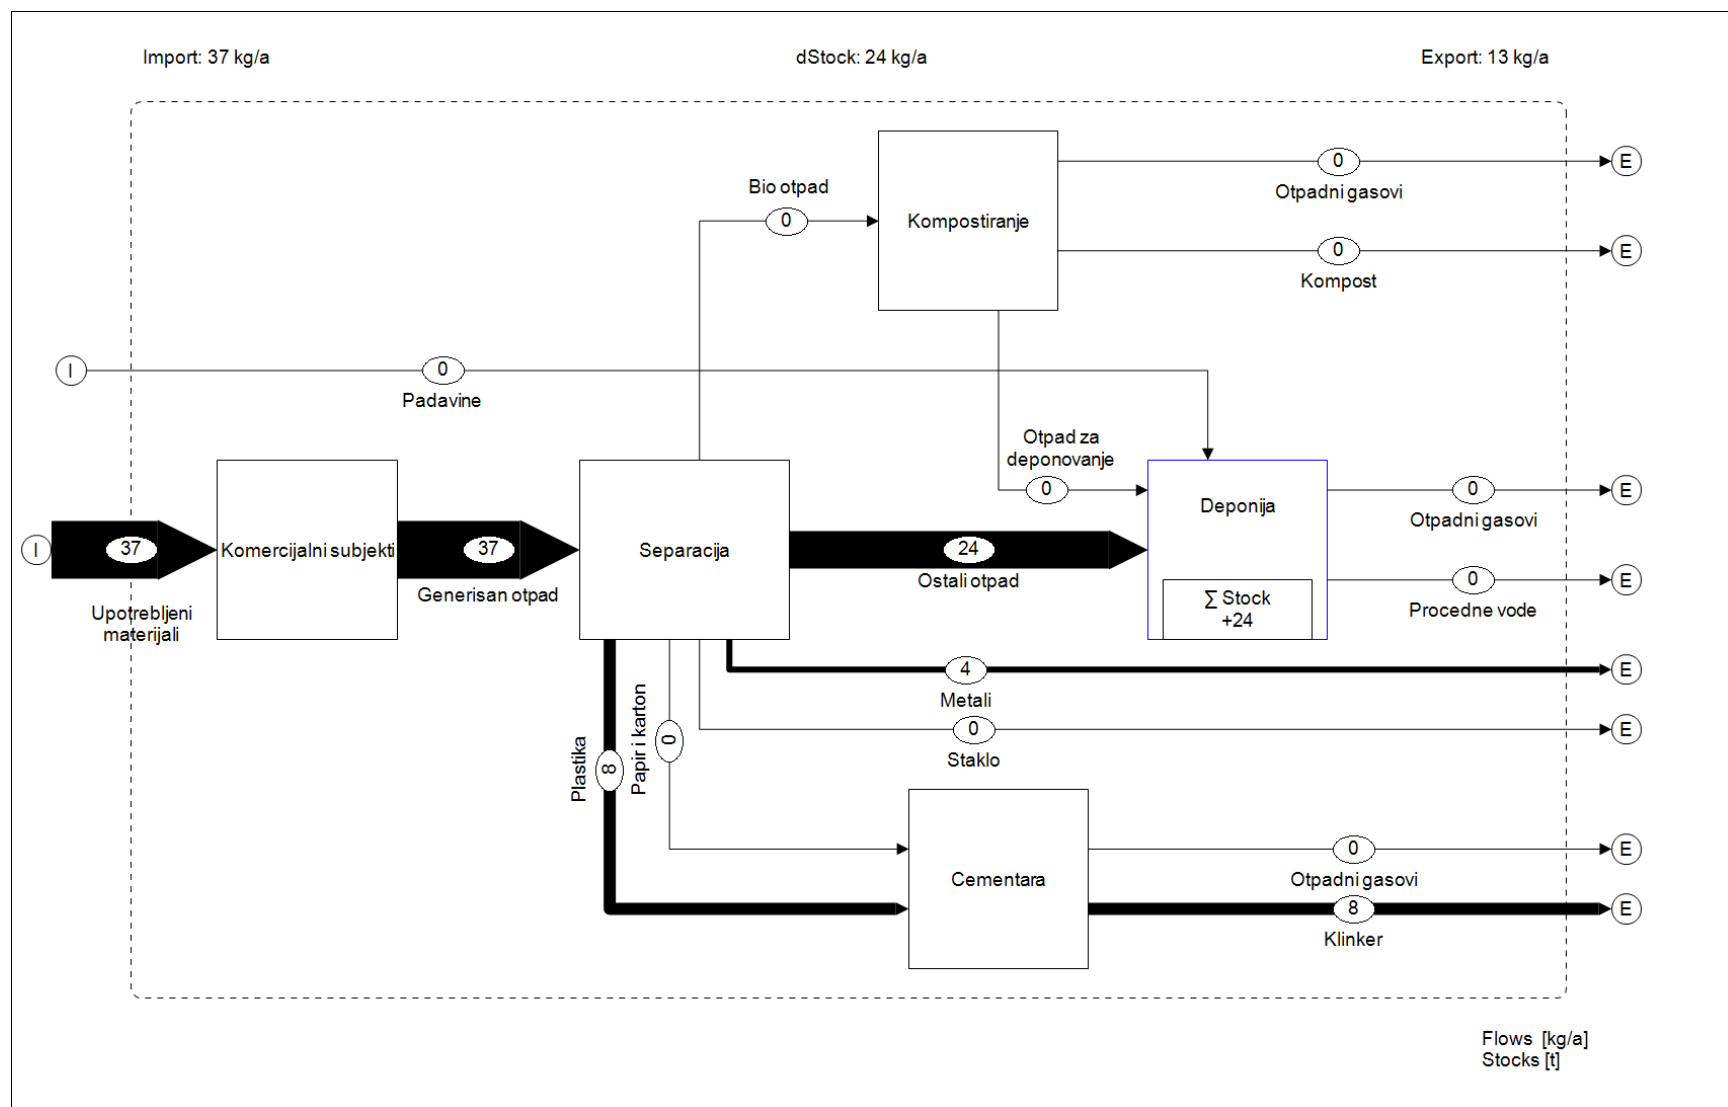 Import: 37 kg/a
dStock: 24 kg/a
Export: 13 kg/a
Bio otpad
0
Kompostiranje
0
Otpadni gasovi
E
0
Kompost
E
I
0
Padavine
Otpad za
deponovanje
0
I
37
Upotrebljeni
materijali
Komercijalni subjekti
37
Generisan otpad
Separacija
24
Ostali otpad
Deponija
∑ Stock
+24
0
Otpadni gasovi
E
0
Procedne vode
E
4
Metali
E
0
Staklo
E
Plastika
8
Papir i karton
0
Cementara
0
Otpadni gasovi
E
8
Klinker
E
Flows [kg/a]
Stocks [t]